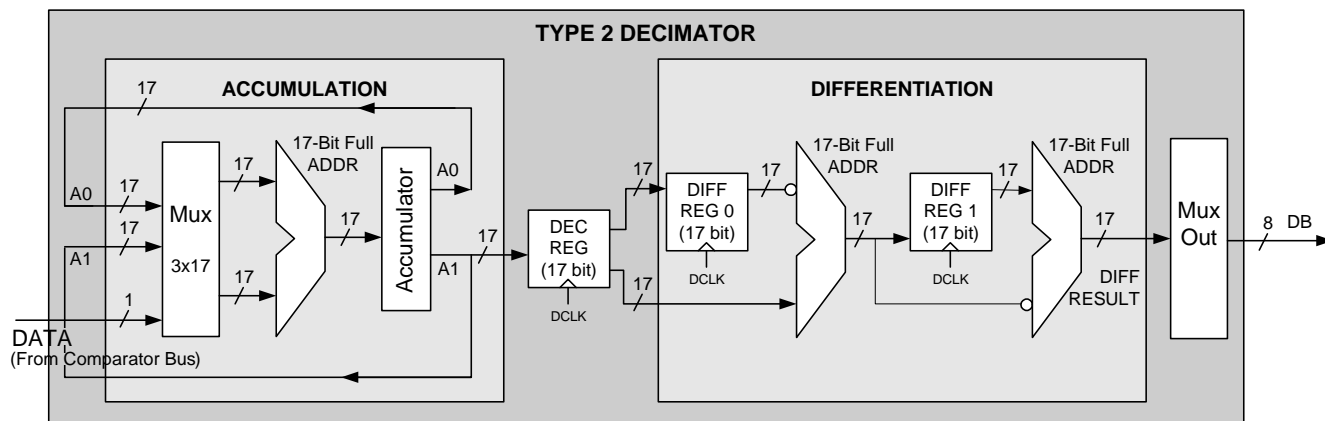 TYPE 2 DECIMATOR
ACCUMULATION
DIFFERENTIATION
17
17-Bit Full
ADDR
A0
17
Mux
3x17
17
A1
17
17
1
17
Accumulator
A0
A1
17
DATA
(From Comparator Bus)
DEC
REG
(17 bit)
DCLK
17
17
DIFF
REG 0
(17 bit)
DCLK
17
17-Bit Full
ADDR
17
DIFF
REG 1
(17 bit)
DCLK
17
17-Bit Full
ADDR
17
DIFF
RESULT
Mux
Out
8
DB